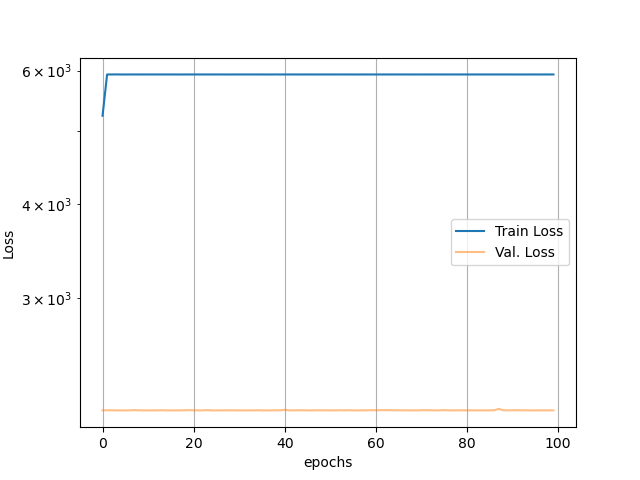 6 × 10³
4 × 10³
3 × 10³
Loss
Train Loss
Val. Loss
0 20 40 60 80 100
epochs